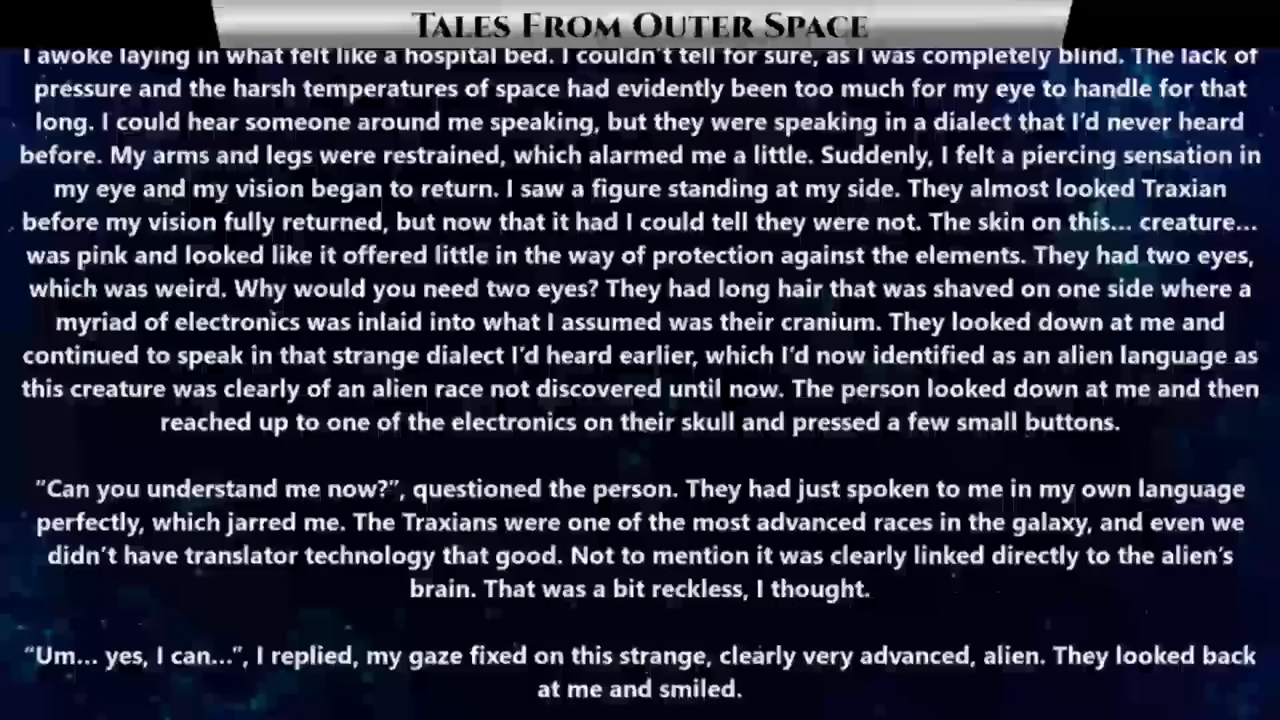 Tales From Outer Space
I awoke laying in what felt like a hospital bed. I couldn't tell for sure, as I was completely blind. The lack of
pressure and the harsh temperatures of space had evidently been too much for my eye to handle for that
long. I could hear someone around me speaking, but they were speaking in a dialect that I'd never heard
before. My arms and legs were restrained, which alarmed me a little. Suddenly, I felt a piercing sensation in
my eye and my vision began to return. I saw a figure standing at my side. They almost looked Traxian
before my vision fully returned, but now that it had I could tell they were not. The skin on this... creature...
was pink and looked like it offered little in the way of protection against the elements. They had two eyes,
which was weird. Why would you need two eyes? They had long hair that was shaved on one side where a
myriad of electronics was inlaid into what I assumed was their cranium. They looked down at me and
continued to speak in that strange dialect I'd heard earlier, which I'd now identified as an alien language as
this creature was clearly of an alien race not discovered until now. The person looked down at me and then
reached up to one of the electronics on their skull and pressed a few small buttons.
"Can you understand me now?", questioned the person. They had just spoken to me in my own language
perfectly, which jarred me. The Traxians were one of the most advanced races in the galaxy, and even we
didn't have translator technology that good. Not to mention it was clearly linked directly to the alien's
brain. That was a bit reckless, I thought.
“Um... yes, I can...”, I replied, my gaze fixed on this strange, clearly very advanced, alien. They looked back
at me and smiled.